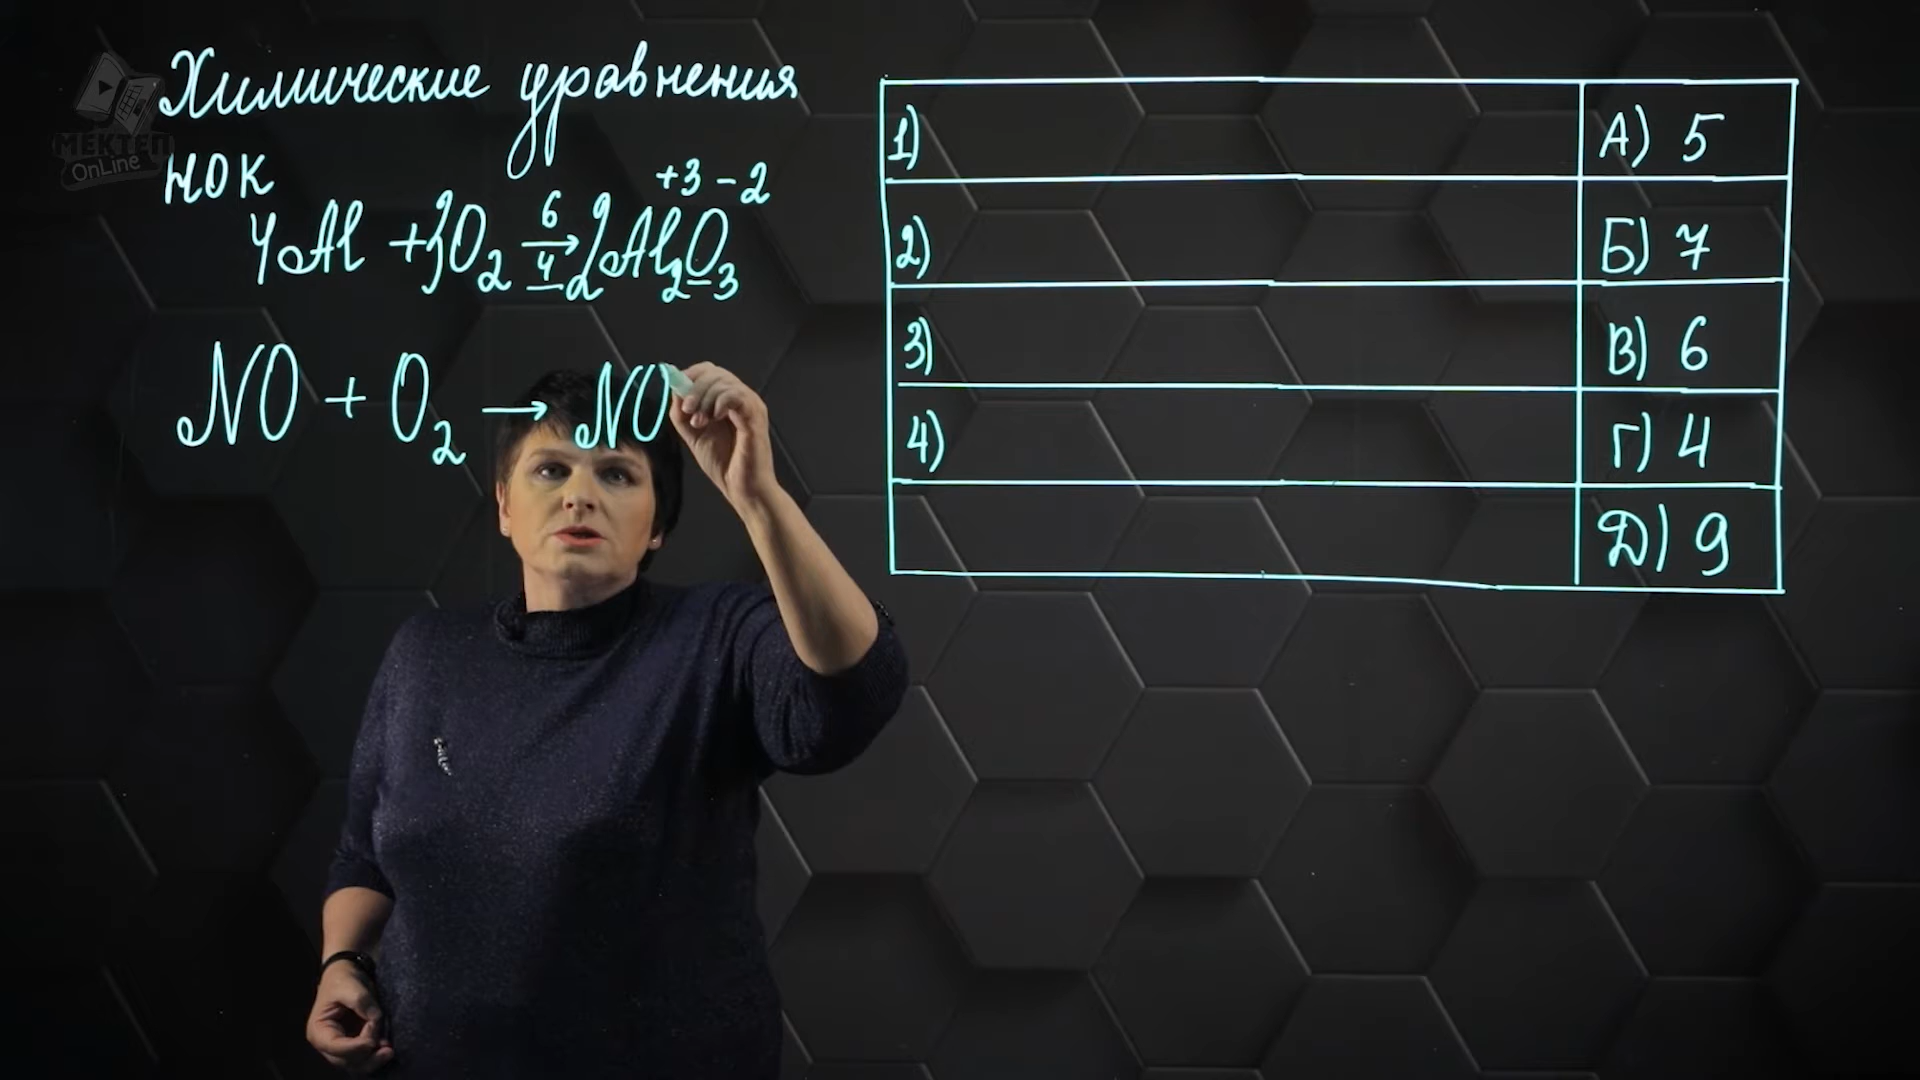 МЕКТЕП
OnLine
Химические уравнения
НОК
+3 -2
6
4Al + 3O2 → 2Al2O3
4
NO + O2 → NO
1)
А) 5
2)
Б) 7
3)
В) 6
4)
Г) 4
Д) 9